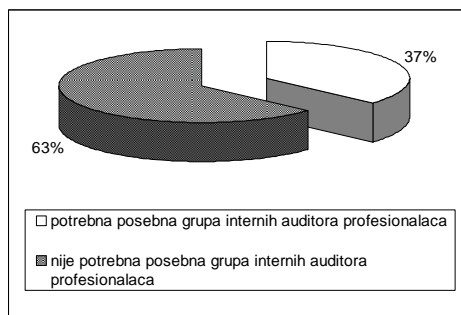 37%
63%
potrebna posebna grupa internih auditora profesionalaca
nije potrebna posebna grupa internih auditora
profesionalaca